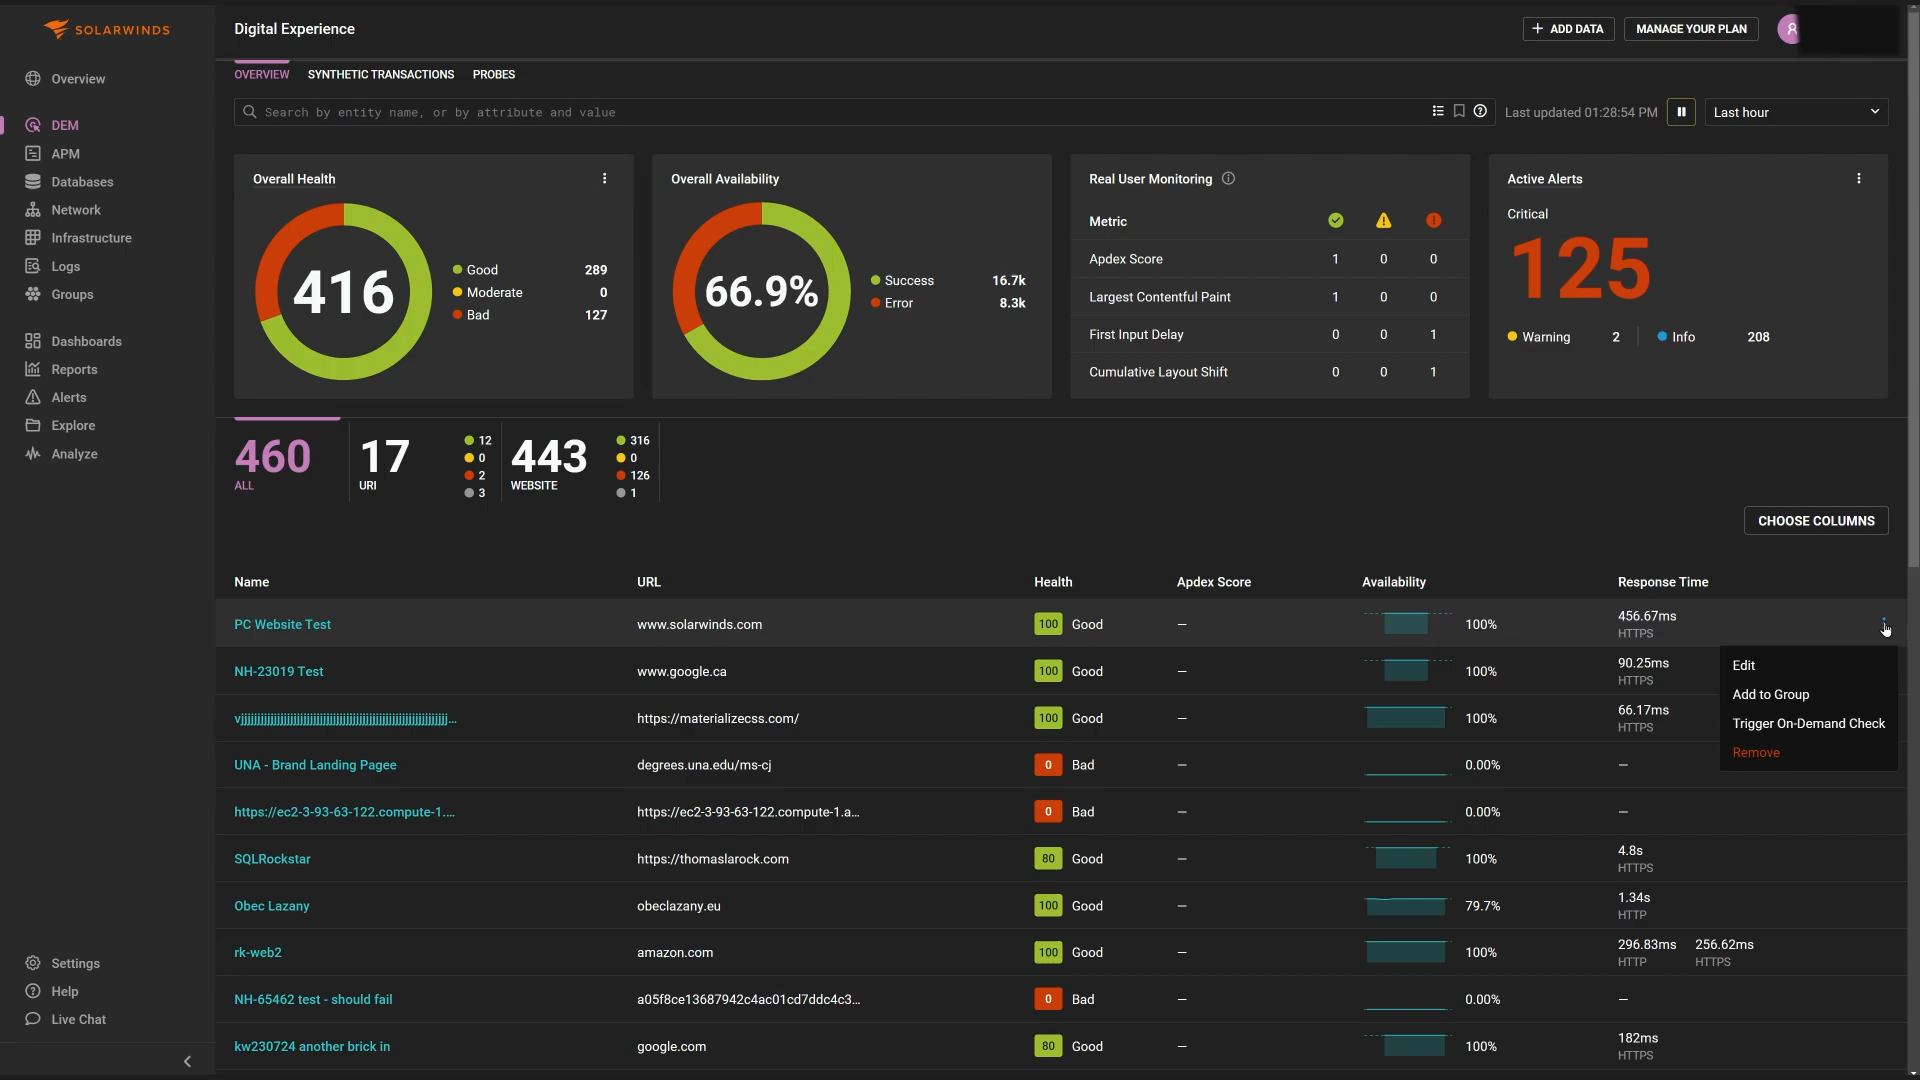 SOLARWINDS
Digital Experience
ADD DATA
MANAGE YOUR PLAN
Overview
DEM
APM
Databases
Network
Infrastructure
Logs
Groups
Dashboards
Reports
Alerts
Explore
Analyze
Settings
Help
Live Chat
OVERVIEW SYNTHETIC TRANSACTIONS PROBES
Search by entity name, or by attribute and value
Last updated 01:28:54 PM
Last hour
Overall Health
416
Good 289
Moderate 0
Bad 127
Overall Availability
66.9%
Success 16.7k
Error 8.3k
Real User Monitoring
Metric
Apdex Score 1 0 0
Largest Contentful Paint 1 0 0
First Input Delay 0 0 1
Cumulative Layout Shift 0 0 1
Active Alerts
Critical
125
Warning 2 Info 208
460
ALL
17
URI
12
0
2
3
443
WEBSITE
316
0
126
1
CHOOSE COLUMNS
Name URL Health Apdex Score Availability Response Time
PC Website Test www.solarwinds.com 100 Good – 100% 456.67ms
HTTPS
NH-23019 Test www.google.ca 100 Good – 100% 90.25ms
HTTPS
https://materializecss.com/ 100 Good – 100% 66.17ms
HTTPS
UNA - Brand Landing Pagee degrees.una.edu/ms-cj 0 Bad – 0.00% –
https://ec2-3-93-63-122.compute-1.... https://ec2-3-93-63-122.compute-1.a... 0 Bad – 0.00% –
SQLRockstar https://thomaslarock.com 80 Good – 100% 4.8s
HTTPS
Obec Lazany obeclazany.eu 100 Good – 79.7% 1.34s
HTTP
rk-web2 amazon.com 100 Good – 100% 296.83ms 256.62ms
HTTP HTTPS
NH-65462 test - should fail a05f8ce13687942c4ac01cd7ddc4c3... 0 Bad – 0.00% –
kw230724 another brick in google.com 80 Good – 100% 182ms
HTTPS
Edit
Add to Group
Trigger On-Demand Check
Remove